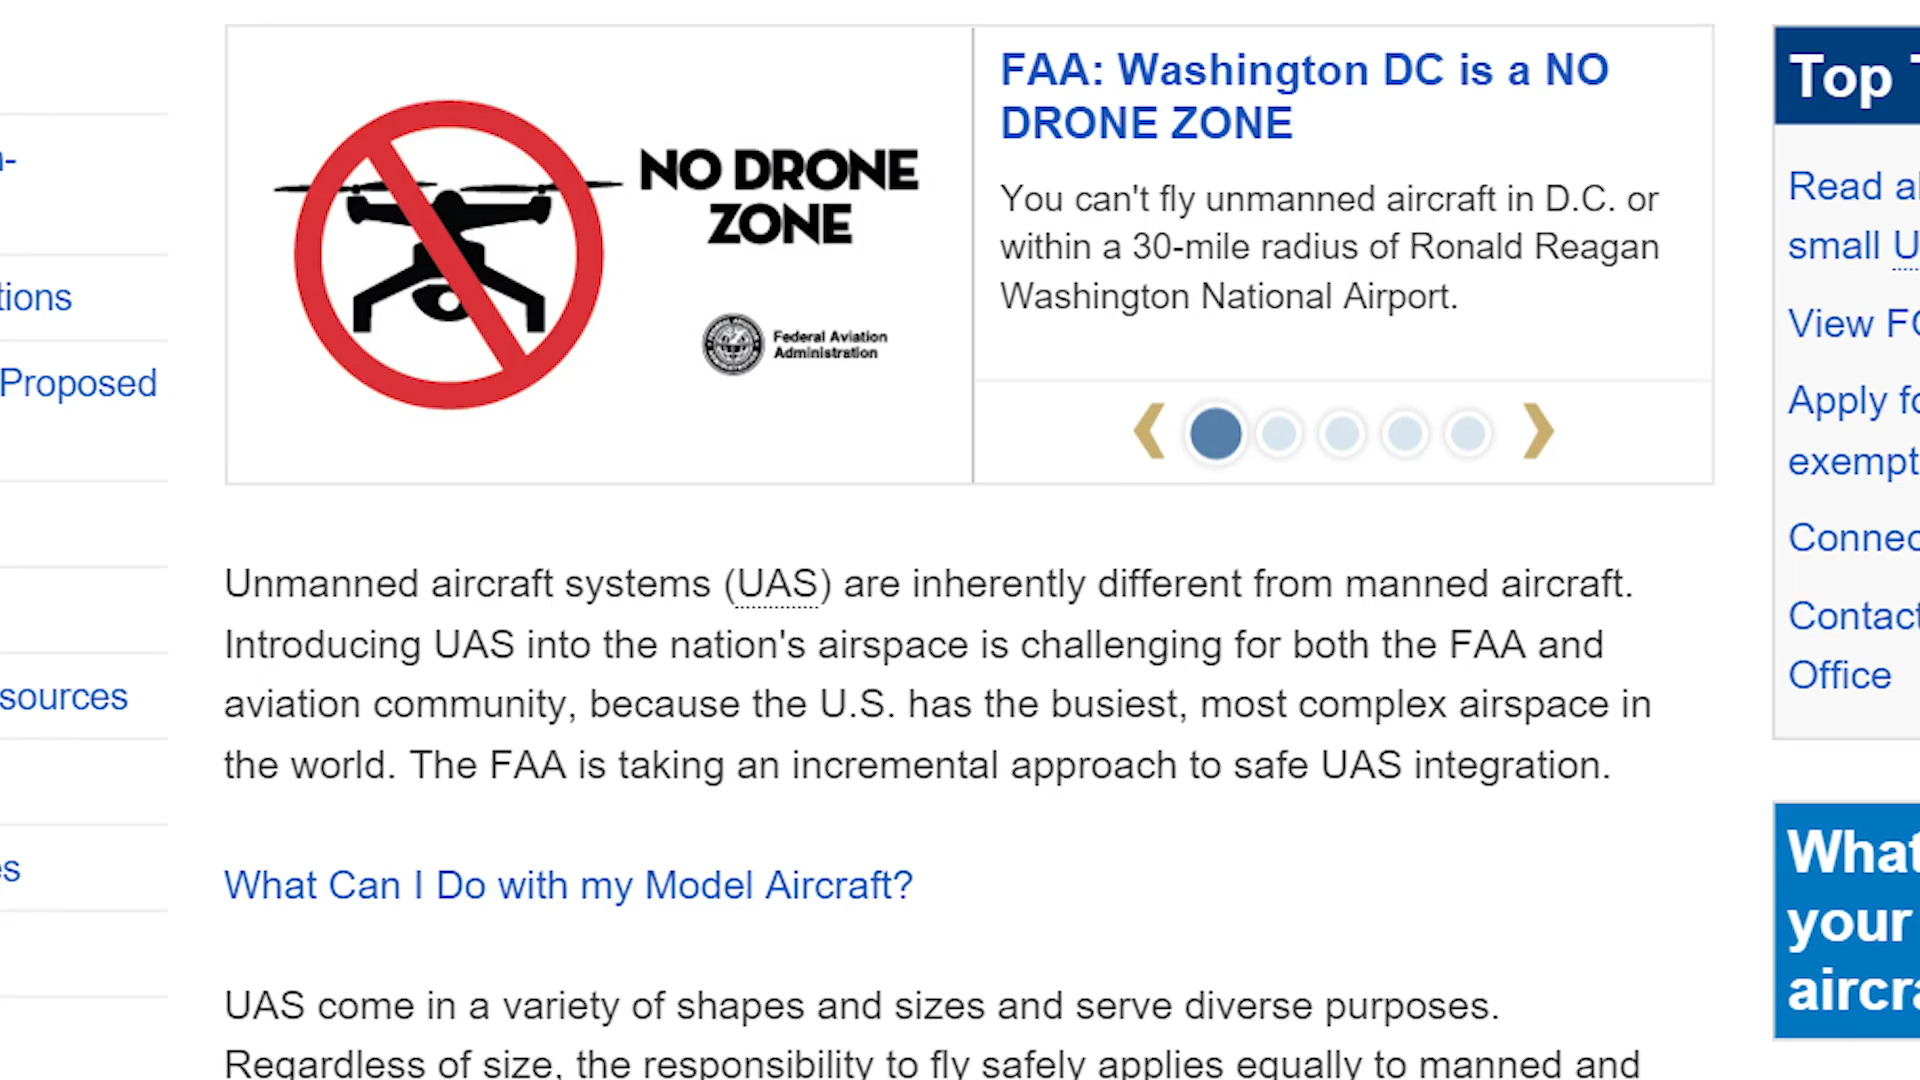 NO DRONE
ZONE
Federal Aviation
Administration
FAA: Washington DC is a NO
DRONE ZONE
You can't fly unmanned aircraft in D.C. or
within a 30-mile radius of Ronald Reagan
Washington National Airport.
tions
Proposed
sources
es
Unmanned aircraft systems (UAS) are inherently different from manned aircraft.
Introducing UAS into the nation's airspace is challenging for both the FAA and
aviation community, because the U.S. has the busiest, most complex airspace in
the world. The FAA is taking an incremental approach to safe UAS integration.
What Can I Do with my Model Aircraft?
UAS come in a variety of shapes and sizes and serve diverse purposes.
Regardless of size, the responsibility to fly safely applies equally to manned and
Top
Read
small
View
Apply
exempt
Connec
Contact
Office
What
your
aircra